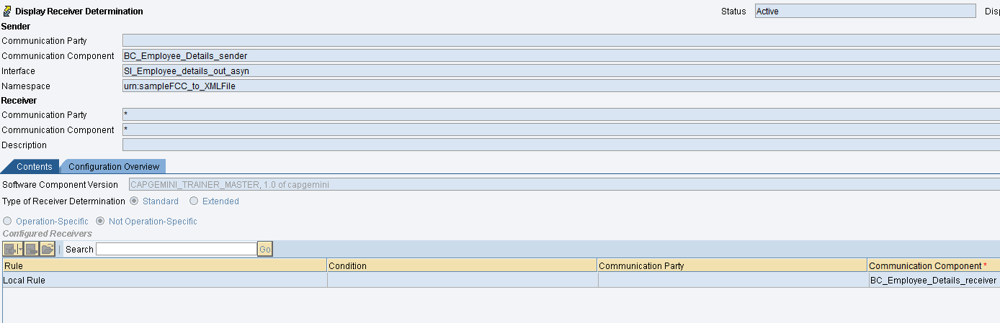 Display Receiver Determination Status Active
Sender
Communication Party
Communication Component BC_Employee_Details_sender
Interface SI_Employee_details_out_asyn
Namespace urn:sampleFCC_to_XMLFile
Receiver
Communication Party *
Communication Component *
Description
Contents Configuration Overview
Software Component Version CAPGEMINI_TRAINER_MASTER, 1.0 of capgemini
Type of Receiver Determination Standard Extended
Operation-Specific Not Operation-Specific
Configured Receivers
Search Go
Rule Condition Communication Party Communication Component *
Local Rule BC_Employee_Details_receiver